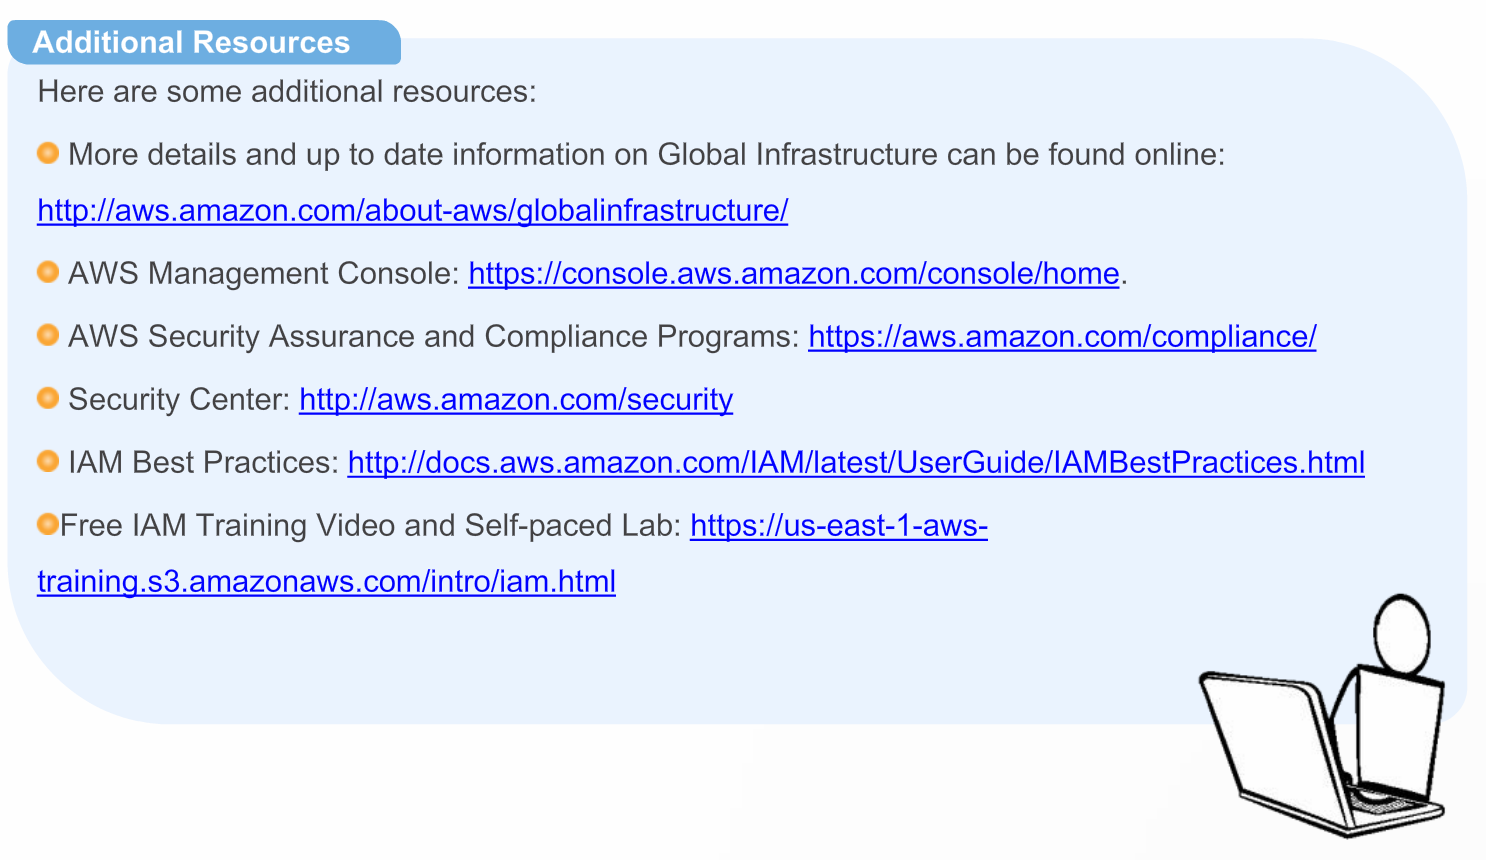 Additional Resources
Here are some additional resources:
More details and up to date information on Global Infrastructure can be found online:
http://aws.amazon.com/about-aws/globalinfrastructure/
AWS Management Console: https://console.aws.amazon.com/console/home.
AWS Security Assurance and Compliance Programs: https://aws.amazon.com/compliance/
Security Center: http://aws.amazon.com/security
IAM Best Practices: http://docs.aws.amazon.com/IAM/latest/UserGuide/IAMBestPractices.html
Free IAM Training Video and Self-paced Lab: https://us-east-1-aws-
training.s3.amazonaws.com/intro/iam.html